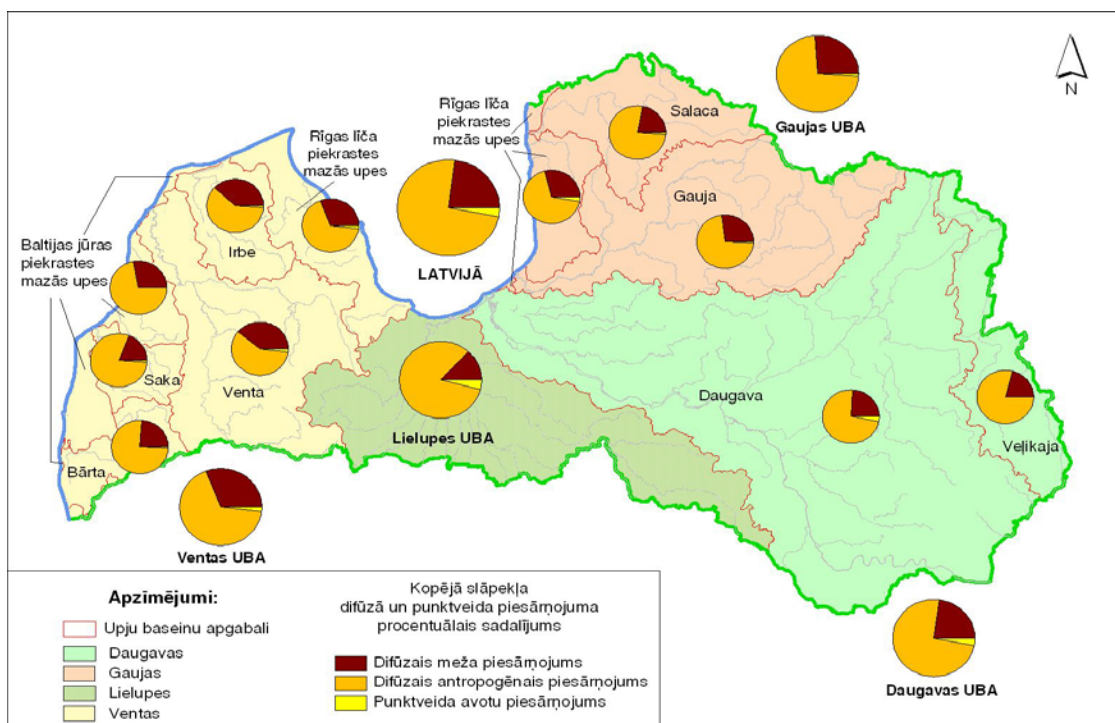 Gaujas UBA
N
Rīgas līča
piekrastes
mazās upes
Salaca
Rīgas līča
piekrastes
mazās upes
Gauja
Irbe
LATVIJĀ
Baltijas jūras
piekrastes
mazās upes
Saka
Venta
Daugava
Lielupes UBA
Veļikaja
Bārta
Ventas UBA
Daugavas UBA
Apzīmējumi:
Upju baseinu apgabali
Daugavas
Gaujas
Lielupes
Ventas
Kopējā slāpekļa
difūzā un punktveida piesārņojuma
procentuālais sadalījums
Difūzais meža piesārņojums
Difūzais antropogēnais piesārņojums
Punktveida avotu piesārņojums